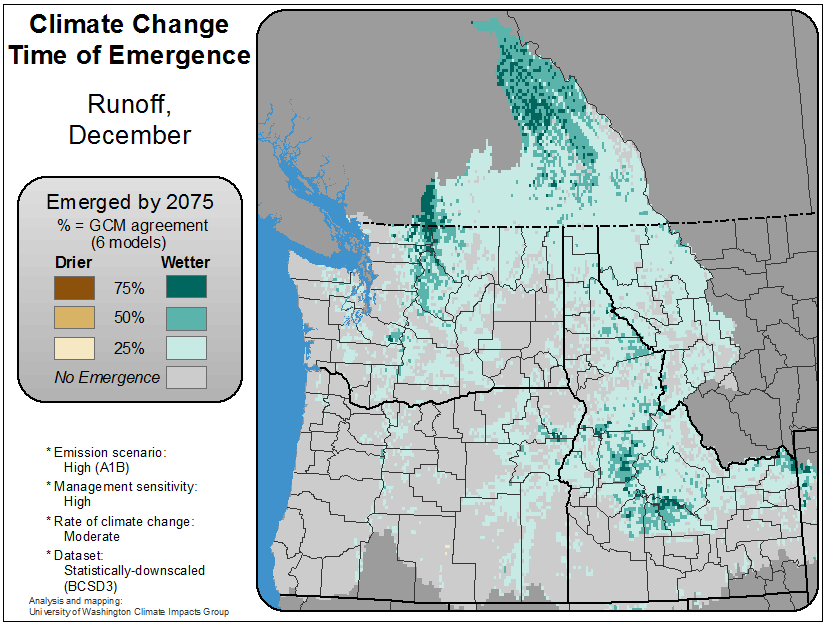 Climate Change
Time of Emergence
Runoff,
December
Emerged by 2075
% = GCM agreement
(6 models)
Drier Wetter
75%
50%
25%
No Emergence
* Emission scenario:
High (A1B)
* Management sensitivity:
High
* Rate of climate change:
Moderate
* Dataset:
Statistically-downscaled
(BCSD3)
Analysis and mapping:
University of Washington Climate Impacts Group